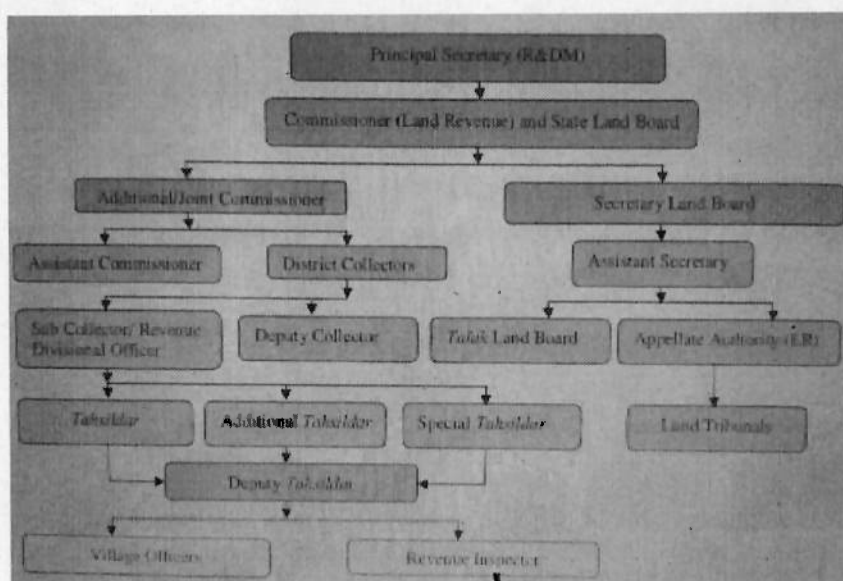 Principal Secretary (R&DM)
Commissioner (Land Revenue) and State Land Board
Additional/Joint Commissioner
Secretary Land Board
Assistant Commissioner
District Collectors
Assistant Secretary
Sub Collector/ Revenue
Divisional Officer
Deputy Collector
Taluk Land Board
Appellate Authority (LR)
Tahsildar
Additional Tahsildar
Special Tahsildar
Land Tribunals
Deputy Tahsildar
Village Officers
Revenue Inspector